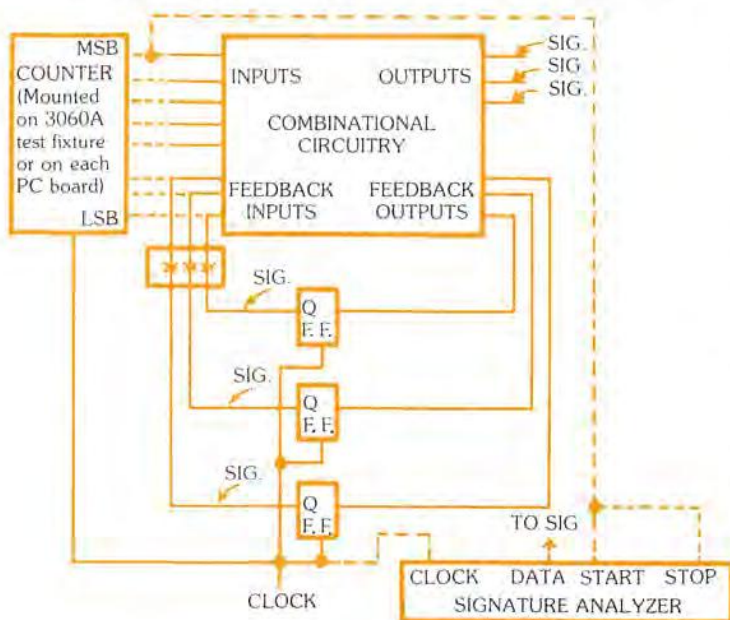 MSB
COUNTER
(Mounted
on 3060A
test fixture
or on each
PC board)
LSB
INPUTS
OUTPUTS
COMBINATIONAL
CIRCUITRY
FEEDBACK
INPUTS
FEEDBACK
OUTPUTS
SIG.
SIG
SIG.
SIG.
Q
F. F.
SIG.
Q
F. F.
SIG.
Q
F. F.
CLOCK
TO SIG
CLOCK DATA START STOP
SIGNATURE ANALYZER